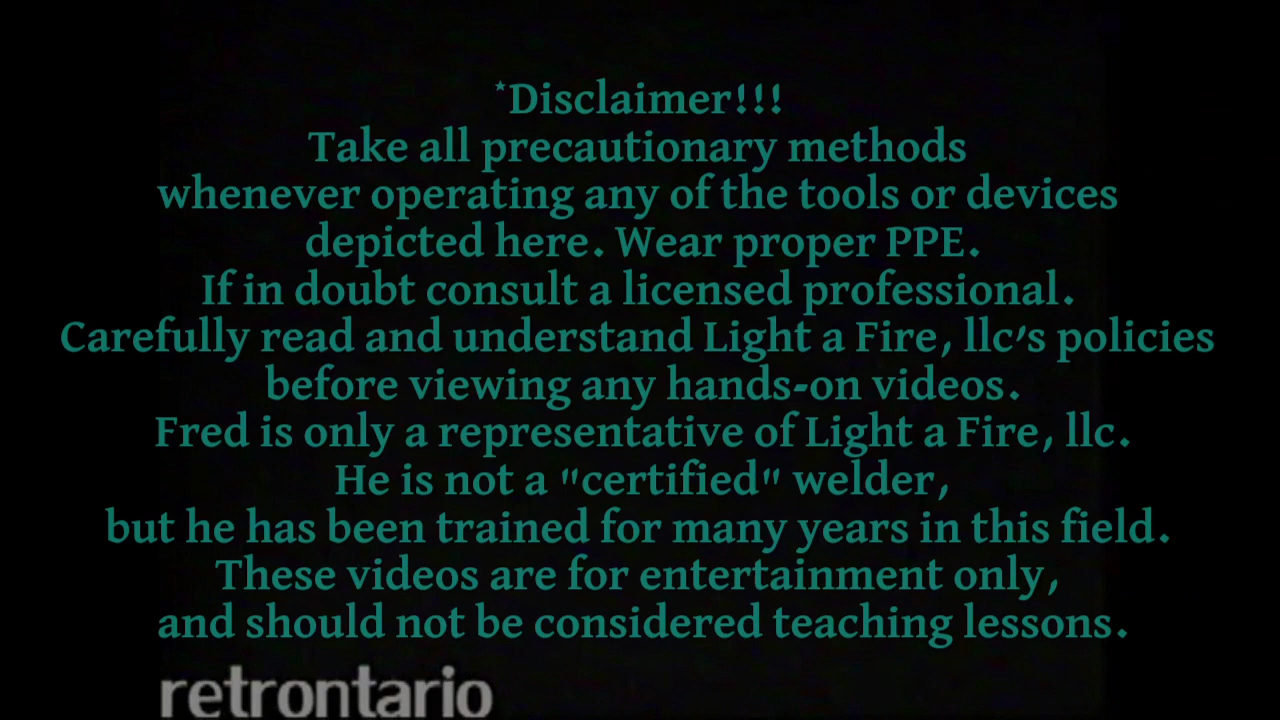 *Disclaimer!!!
Take all precautionary methods
whenever operating any of the tools or devices
depicted here. Wear proper PPE.
If in doubt consult a licensed professional.
Carefully read and understand Light a Fire, llc's policies
before viewing any hands-on videos.
Fred is only a representative of Light a Fire, llc.
He is not a "certified" welder,
but he has been trained for many years in this field.
These videos are for entertainment only,
and should not be considered teaching lessons.
retrontario